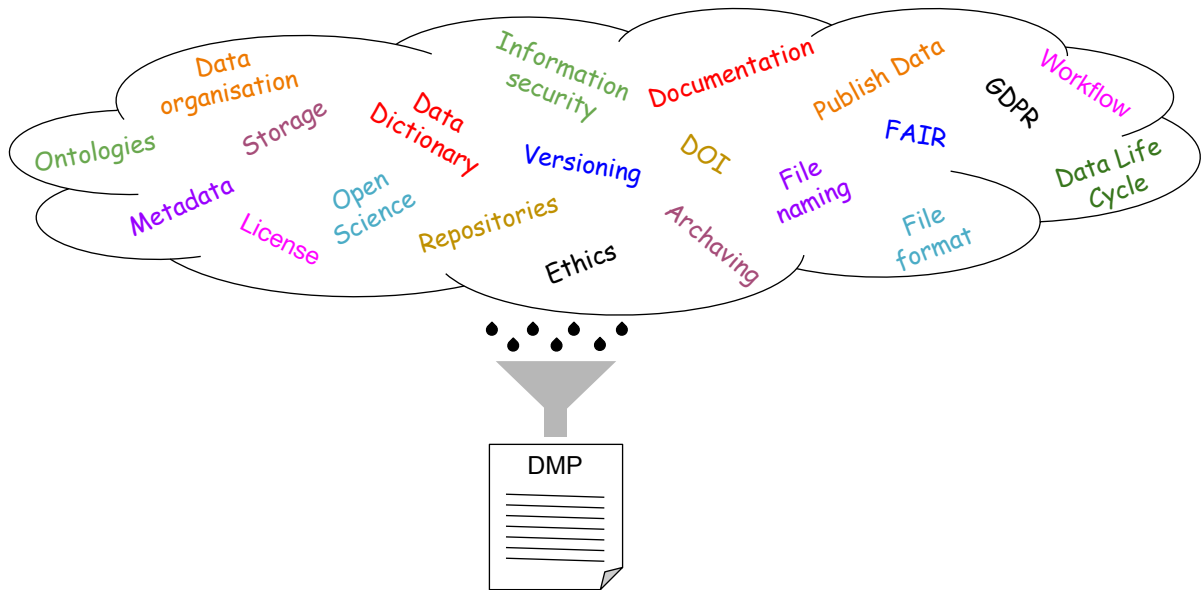 Data
organisation
Information
security
Documentation
Publish Data
Workflow
GDPR
Ontologies
Storage
Data
Dictionary
Versioning
DOI
FAIR
Data Life
Cycle
Metadata
License
Open
Science
Repositories
Ethics
Archaving
File
naming
File
format
DMP